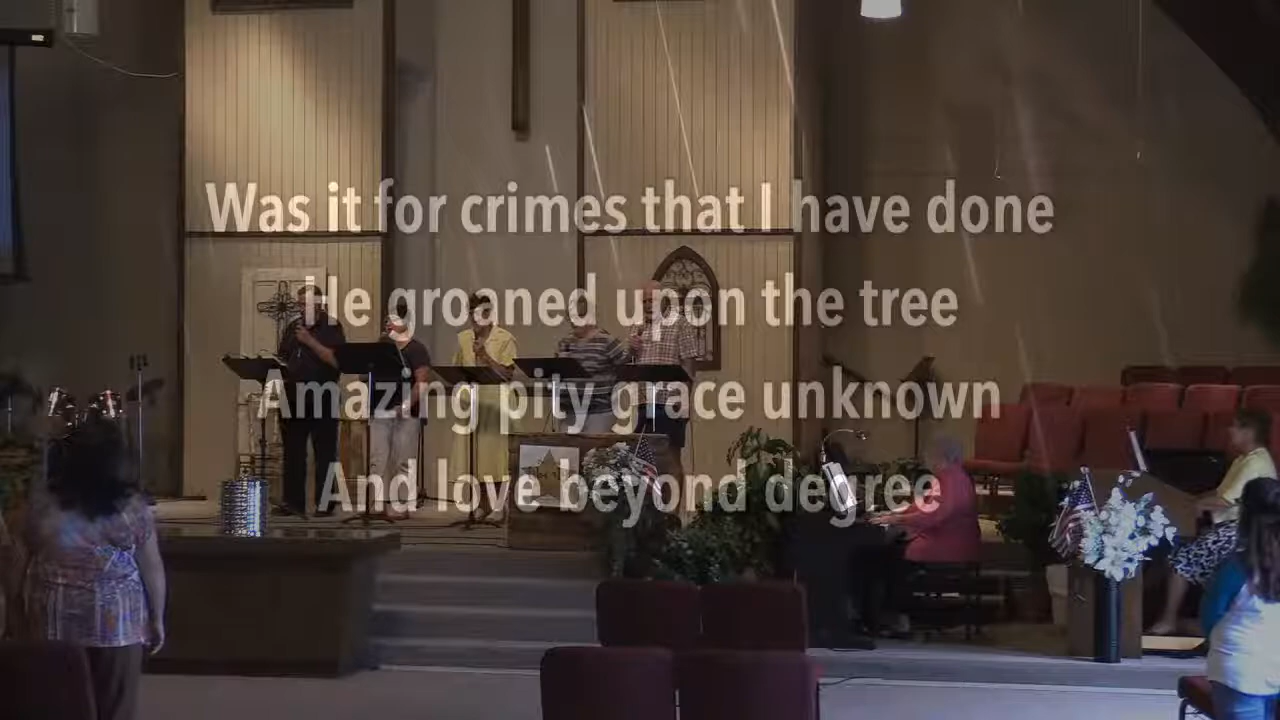 Was it for crimes that I have done
He groaned upon the tree
Amazing pity grace unknown
And love beyond degree